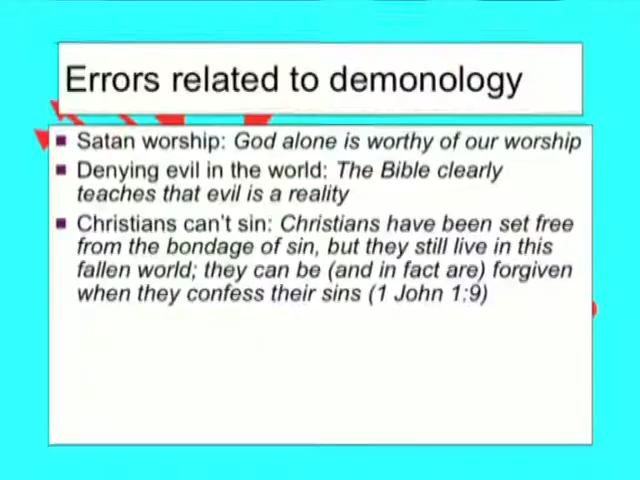 Errors related to demonology
Satan worship: God alone is worthy of our worship
Denying evil in the world: The Bible clearly
teaches that evil is a reality
Christians can't sin: Christians have been set free
from the bondage of sin, but they still live in this
fallen world; they can be (and in fact are) forgiven
when they confess their sins (1 John 1:9)